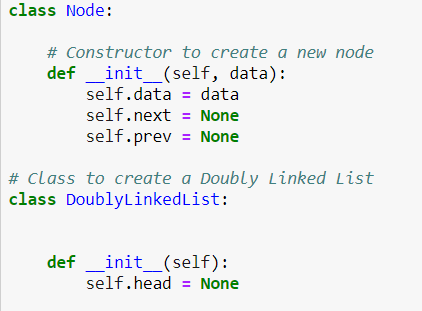 class Node:
    # Constructor to create a new node
    def __init__(self, data):
        self.data = data
        self.next = None
        self.prev = None
# Class to create a Doubly Linked List
class DoublyLinkedList:
    def __init__(self):
        self.head = None